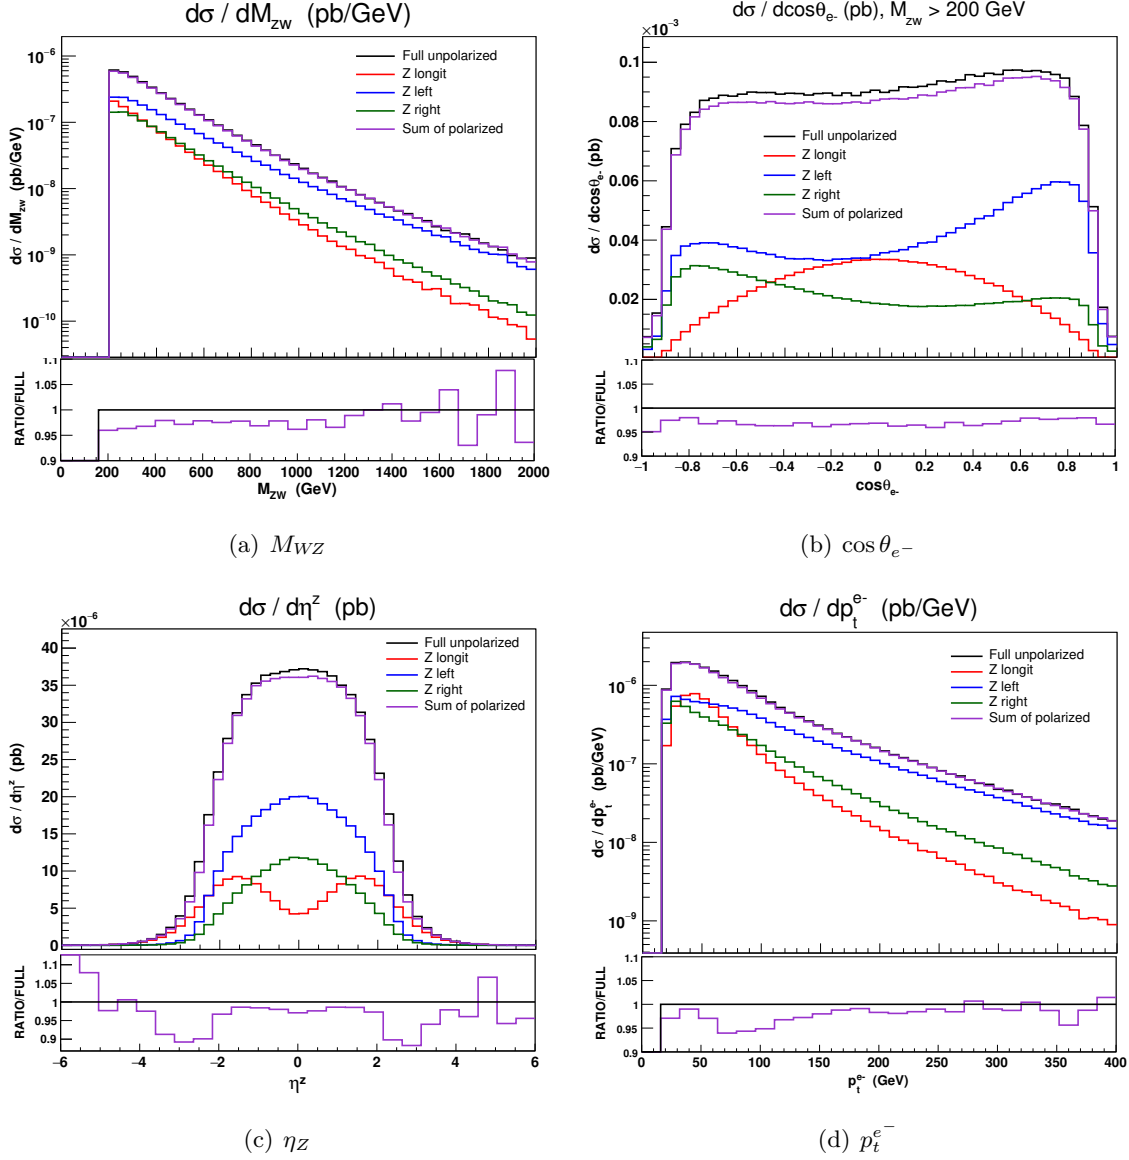 dσ / dM_ZW (pb/GeV)
dσ / dM_ZW (pb/GeV)
10⁻⁶
10⁻⁷
10⁻⁸
10⁻⁹
10⁻¹⁰
Full unpolarized
Z longit
Z left
Z right
Sum of polarized
RATIO/FULL
1.1
1.05
1
0.95
0.9
0 200 400 600 800 1000 1200 1400 1600 1800 2000
M_ZW (GeV)
(a) M_WZ
dσ / dcosθ_e- (pb), M_zw > 200 GeV
×10⁻³
dσ / dcosθ_e- (pb)
0.1
0.08
0.06
0.04
0.02
Full unpolarized
Z longit
Z left
Z right
Sum of polarized
RATIO/FULL
1.1
1.05
1
0.95
0.9
−1 −0.8 −0.6 −0.4 −0.2 0 0.2 0.4 0.6 0.8 1
cosθ_e-
(b) cos θ_e−
dσ / dη^z (pb)
×10⁻⁶
dσ / dη^z (pb)
40
35
30
25
20
15
10
5
0
Full unpolarized
Z longit
Z left
Z right
Sum of polarized
RATIO/FULL
1.1
1.05
1
0.95
0.9
−6 −4 −2 0 2 4 6
η^z
(c) η_Z
dσ / dp_t^e- (pb/GeV)
dσ / dp_t^e- (pb/GeV)
10⁻⁶
10⁻⁷
10⁻⁸
10⁻⁹
Full unpolarized
Z longit
Z left
Z right
Sum of polarized
RATIO/FULL
1.1
1.05
1
0.95
0.9
0 50 100 150 200 250 300 350 400
p_t^e- (GeV)
(d) p_t^e−